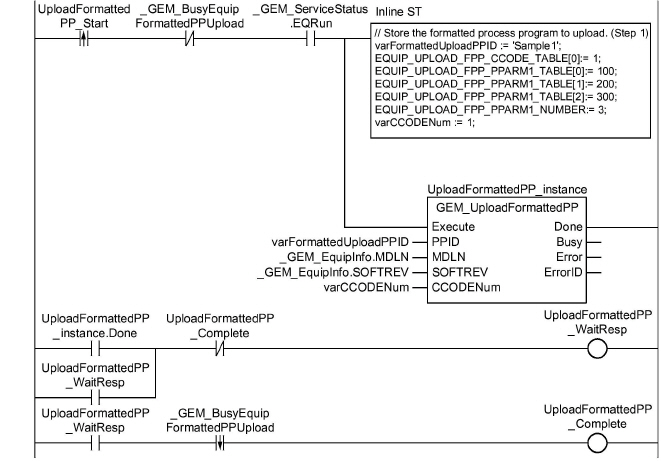 UploadFormatted
PP_Start
_GEM_BusyEquip
FormattedPPUpload
_GEM_ServiceStatus
.EQRun
Inline ST
// Store the formatted process program to upload. (Step 1)
varFormattedUploadPPID := 'Sample1';
EQUIP_UPLOAD_FPP_CCODE_TABLE[0]:= 1;
EQUIP_UPLOAD_FPP_PPARM1_TABLE[0]:= 100;
EQUIP_UPLOAD_FPP_PPARM1_TABLE[1]:= 200;
EQUIP_UPLOAD_FPP_PPARM1_TABLE[2]:= 300;
EQUIP_UPLOAD_FPP_PPARM1_NUMBER:= 3;
varCCODENum := 1;
UploadFormattedPP_instance
GEM_UploadFormattedPP
Execute Done
varFormattedUploadPPID PPID Busy
_GEM_EquipInfo.MDLN MDLN Error
_GEM_EquipInfo.SOFTREV SOFTREV ErrorID
varCCODENum CCODENum
UploadFormattedPP
_instance.Done
UploadFormattedPP
_Complete
UploadFormattedPP
_WaitResp
UploadFormattedPP
_WaitResp
UploadFormattedPP
_WaitResp
_GEM_BusyEquip
FormattedPPUpload
UploadFormattedPP
_Complete